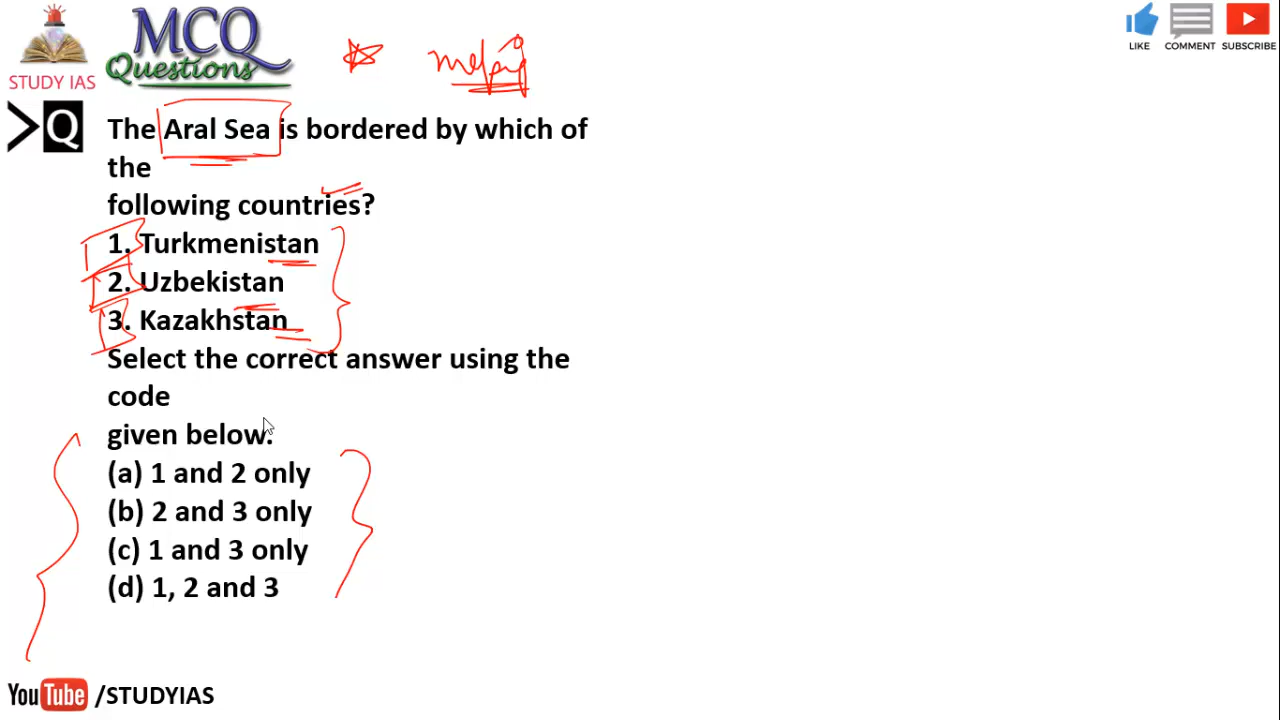 MCQ
Questions
STUDY IAS
LIKE COMMENT SUBSCRIBE
>Q
The Aral Sea is bordered by which of
the
following countries?
1. Turkmenistan
2. Uzbekistan
3. Kazakhstan
Select the correct answer using the
code
given below.
(a) 1 and 2 only
(b) 2 and 3 only
(c) 1 and 3 only
(d) 1, 2 and 3
YouTube /STUDYIAS